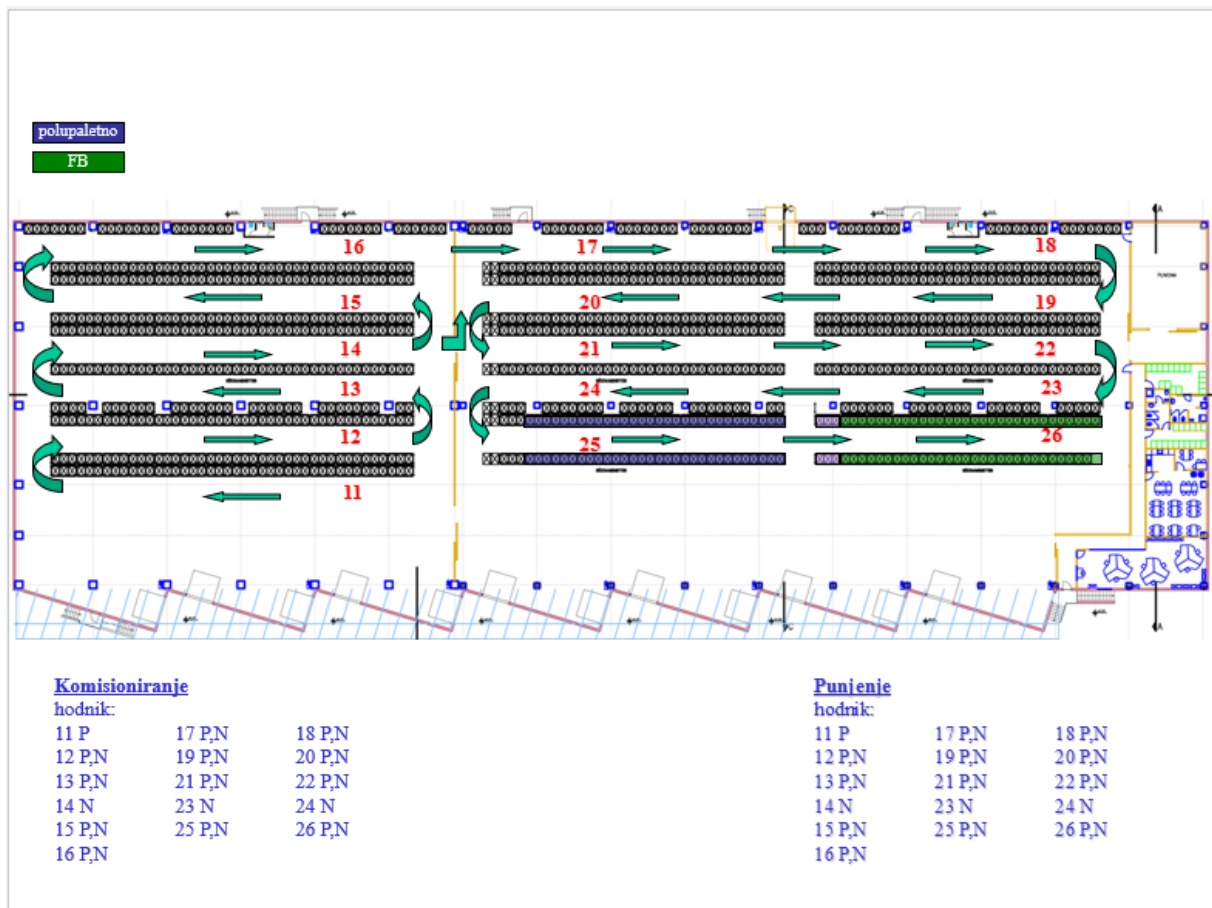 polupaletno
FB
16 17 18
15 20 19
14 21 22
13 24 23
12 25 26
11
Komisioniranje
hodnik:
11 P 17 P,N 18 P,N
12 P,N 19 P,N 20 P,N
13 P,N 21 P,N 22 P,N
14 N 23 N 24 N
15 P,N 25 P,N 26 P,N
16 P,N
Punjenje
hodnik:
11 P 17 P,N 18 P,N
12 P,N 19 P,N 20 P,N
13 P,N 21 P,N 22 P,N
14 N 23 N 24 N
15 P,N 25 P,N 26 P,N
16 P,N